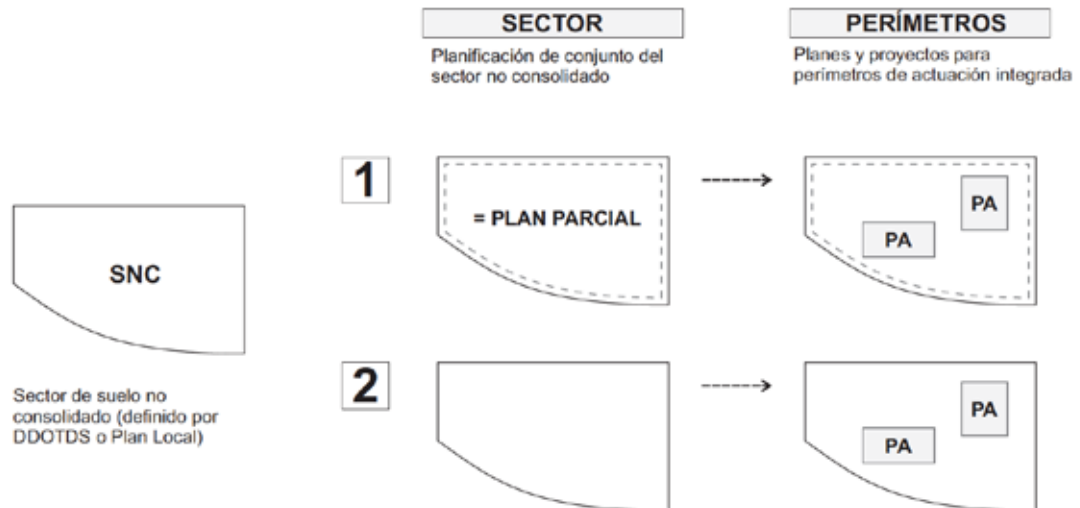 SECTOR
Planificación de conjunto del
sector no consolidado
PERÍMETROS
Planes y proyectos para
perímetros de actuación integrada
SNC
Sector de suelo no
consolidado (definido por
DDOTDS o Plan Local)
1
= PLAN PARCIAL
PA
PA
2
PA
PA